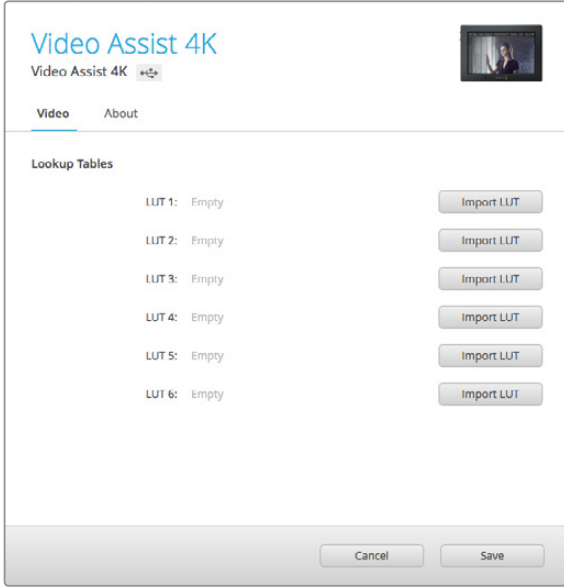 Video Assist 4K
Video Assist 4K
Video About
Lookup Tables
LUT 1: Empty Import LUT
LUT 2: Empty Import LUT
LUT 3: Empty Import LUT
LUT 4: Empty Import LUT
LUT 5: Empty Import LUT
LUT 6: Empty Import LUT
Cancel Save